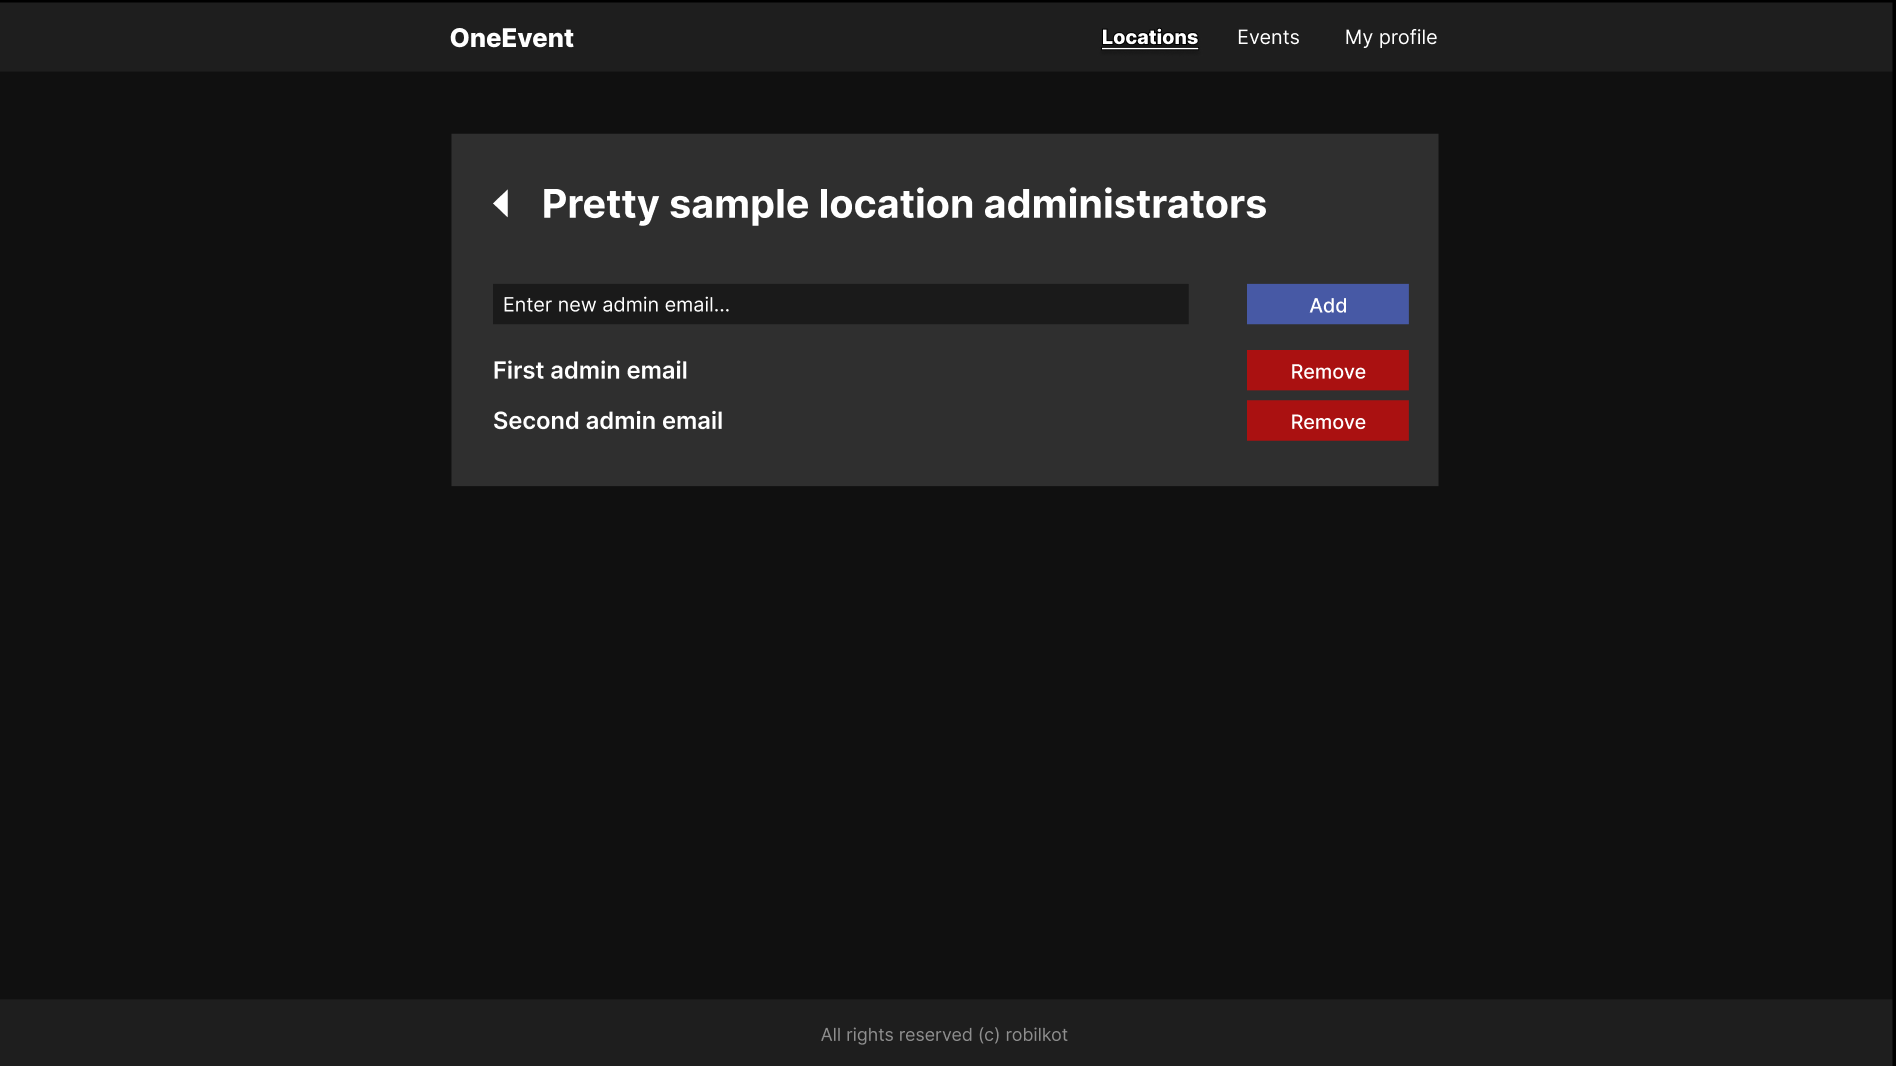 OneEvent
Locations
Events
My profile
Pretty sample location administrators
Enter new admin email...
Add
First admin email
Remove
Second admin email
Remove
All rights reserved (c) robilkot